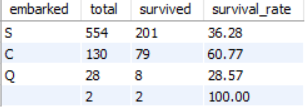 embarked total survived survival_rate
S 554 201 36.28
C 130 79 60.77
Q 28 8 28.57
2 2 100.00